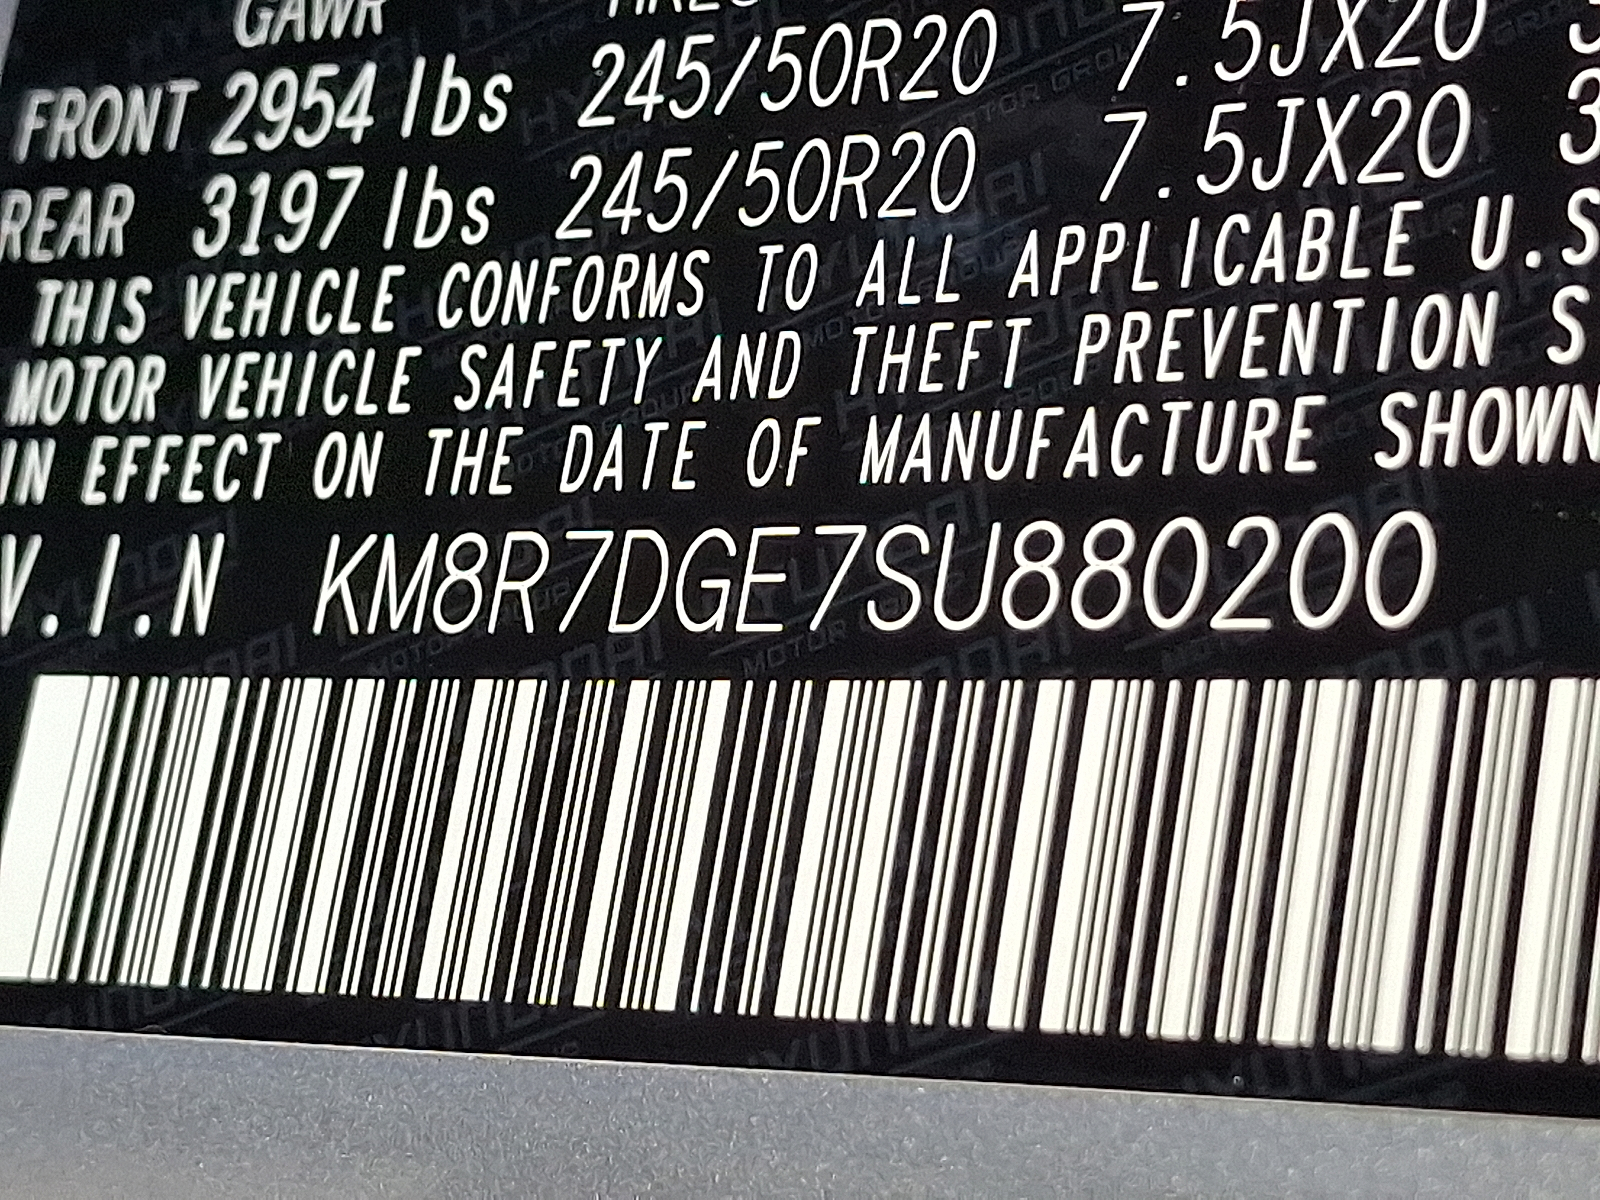 GAWR
FRONT 2954 lbs 245/50R20 7.5JX20
REAR 3197 lbs 245/50R20 7.5JX20
THIS VEHICLE CONFORMS TO ALL APPLICABLE U.S
MOTOR VEHICLE SAFETY AND THEFT PREVENTION S
IN EFFECT ON THE DATE OF MANUFACTURE SHOWN
V.I.N KM8R7DGE7SU880200